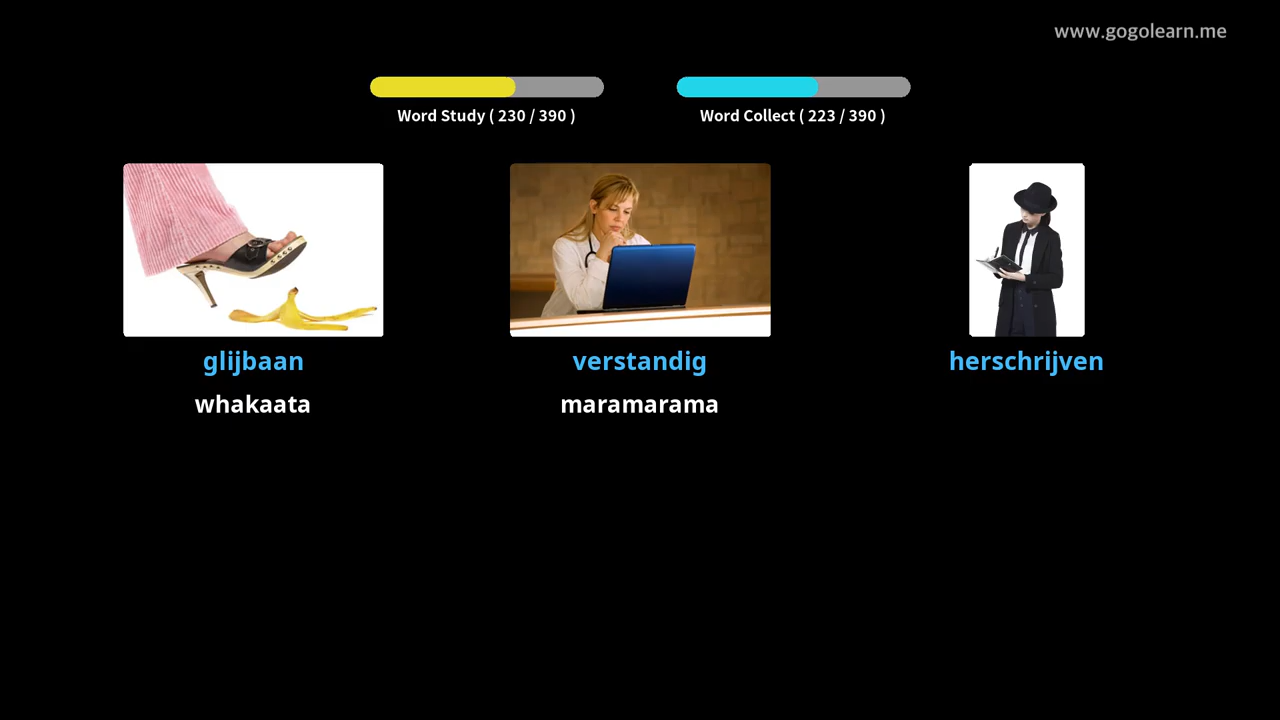 www.gogolearn.me
Word Study ( 230 / 390 )
Word Collect ( 223 / 390 )
glijbaan
verstandig
herschrijven
whakaata
maramarama